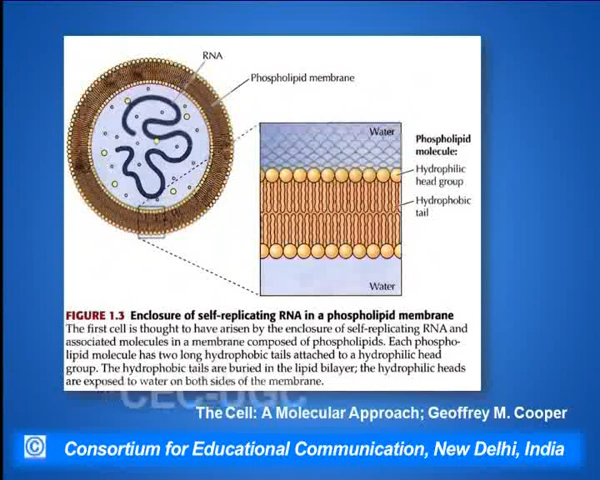 RNA
Phospholipid membrane
Water
Phospholipid
molecule:
Hydrophilic
head group
Hydrophobic
tail
Water
FIGURE 1.3 Enclosure of self-replicating RNA in a phospholipid membrane
The first cell is thought to have arisen by the enclosure of self-replicating RNA and
associated molecules in a membrane composed of phospholipids. Each phospho-
lipid molecule has two long hydrophobic tails attached to a hydrophilic head
group. The hydrophobic tails are buried in the lipid bilayer; the hydrophilic heads
are exposed to water on both sides of the membrane.
CEC-UGC
The Cell: A Molecular Approach; Geoffrey M. Cooper
© Consortium for Educational Communication, New Delhi, India